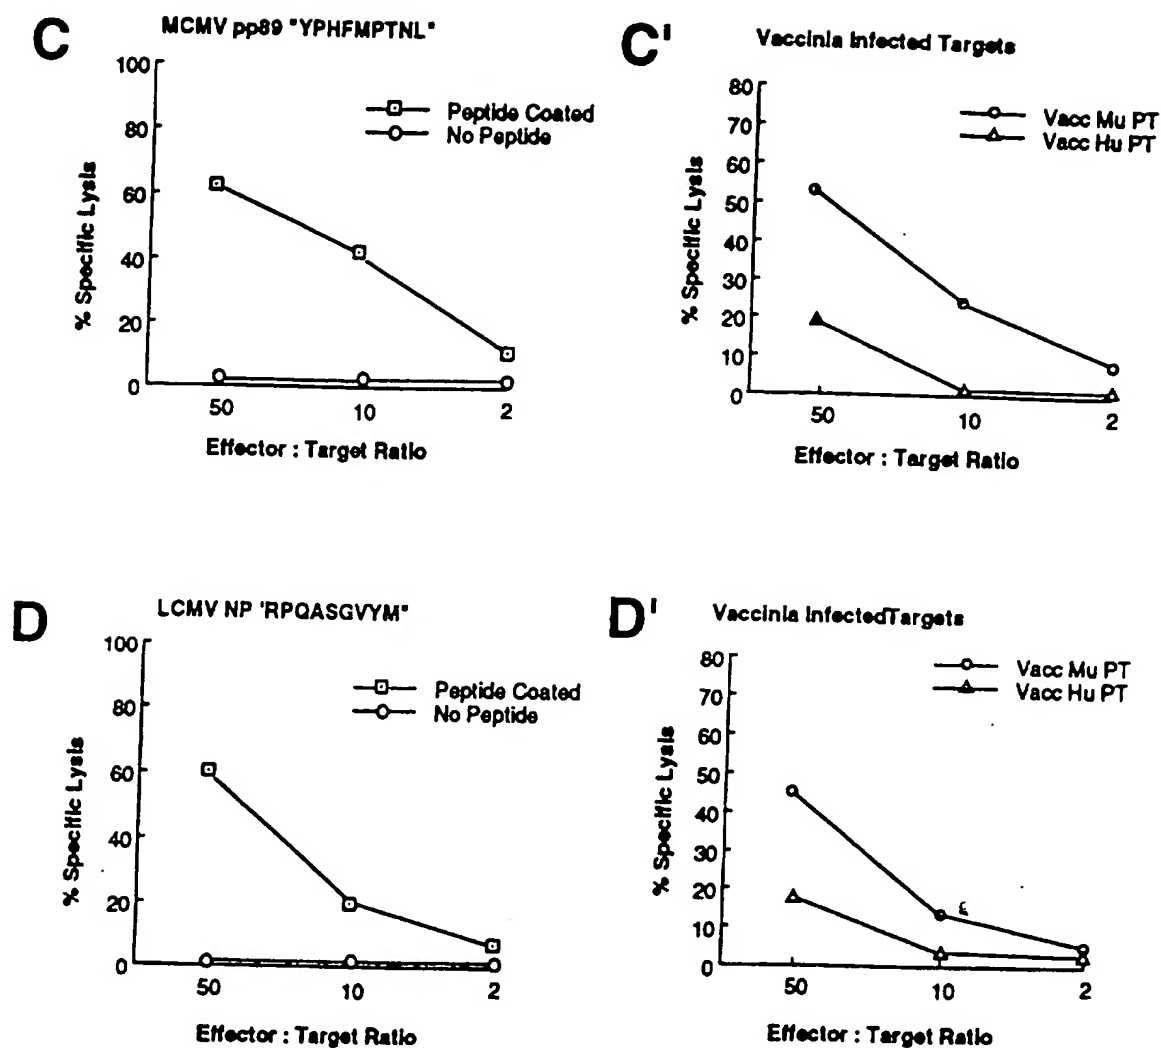 C
MCMV pp89 "YPHFMPTNL"
100
80
60
40
20
0
% Specific Lysis
Peptide Coated
No Peptide
50 10 2
Effector : Target Ratio
C'
Vaccinia Infected Targets
80
70
60
50
40
30
20
10
0
% Specific Lysis
Vacc Mu PT
Vacc Hu PT
50 10 2
Effector : Target Ratio
D
LCMV NP 'RPQASGVYM"
100
80
60
40
20
0
% Specific Lysis
Peptide Coated
No Peptide
50 10 2
Effector : Target Ratio
D'
Vaccinia InfectedTargets
80
70
60
50
40
30
20
10
0
% Specific Lysis
Vacc Mu PT
Vacc Hu PT
50 10 2
Effector : Target Ratio